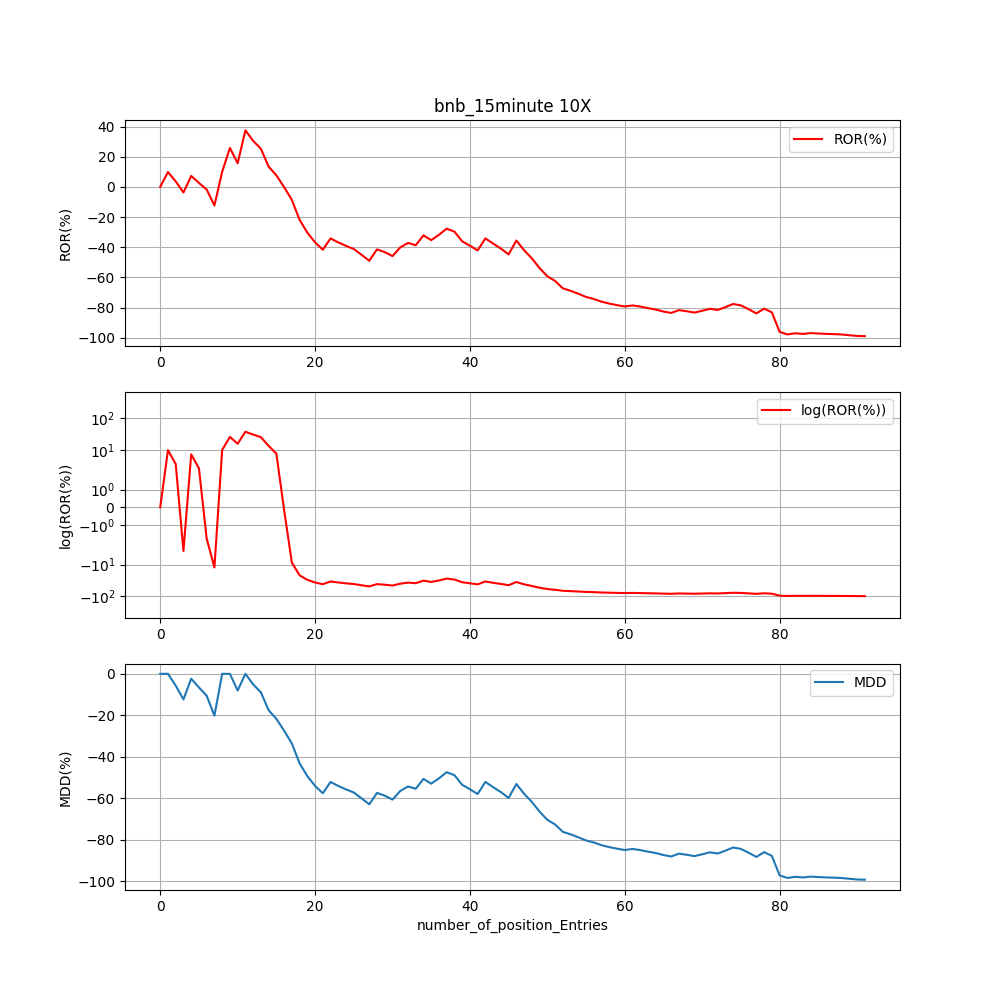 bnb_15minute 10X
40
20
0
−20
−40
−60
−80
−100
ROR(%)
ROR(%)
0 20 40 60 80
10²
10¹
10⁰
0
−10⁰
−10¹
−10²
log(ROR(%))
log(ROR(%))
0 20 40 60 80
0
−20
−40
−60
−80
−100
MDD(%)
MDD
0 20 40 60 80
number_of_position_Entries